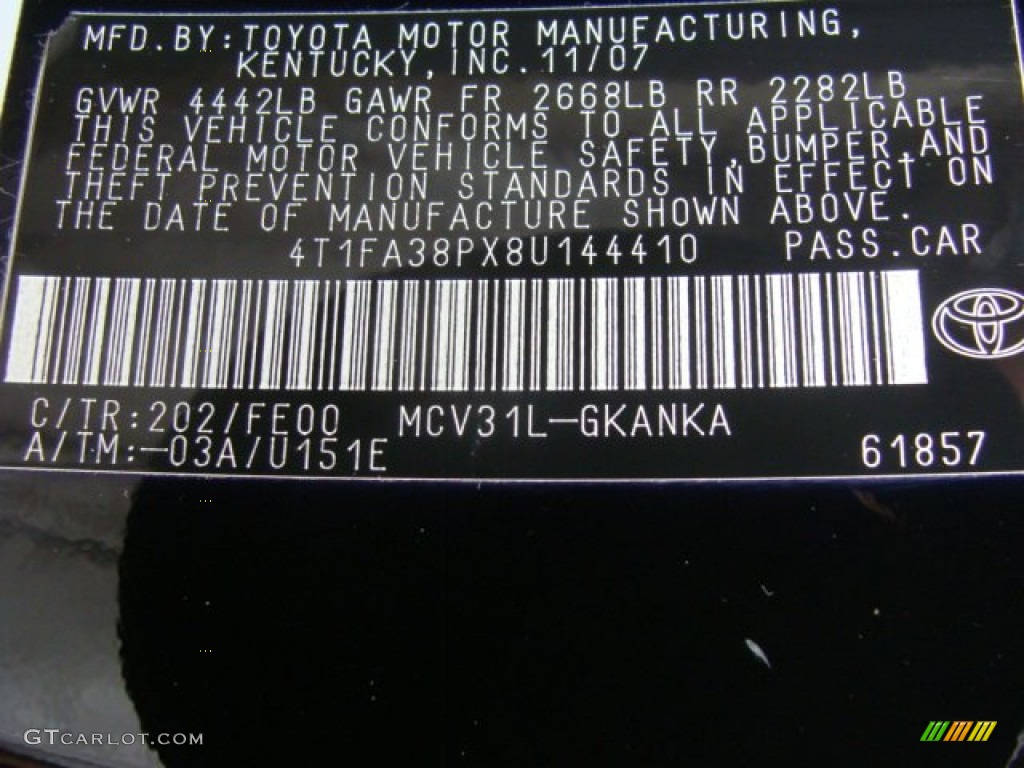 MFD.BY:TOYOTA MOTOR MANUFACTURING,
KENTUCKY,INC.11/07
GVWR 4442LB GAWR FR 2668LB RR 2282LB
THIS VEHICLE CONFORMS TO ALL APPLICABLE
FEDERAL MOTOR VEHICLE SAFETY,BUMPER,AND
THEFT PREVENTION STANDARDS IN EFFECT ON
THE DATE OF MANUFACTURE SHOWN ABOVE.
4T1FA38PX8U144410 PASS.CAR
C/TR:202/FE00 MCV31L-GKANKA
A/TM:-03A/U151E 61857
GTCARLOT.COM